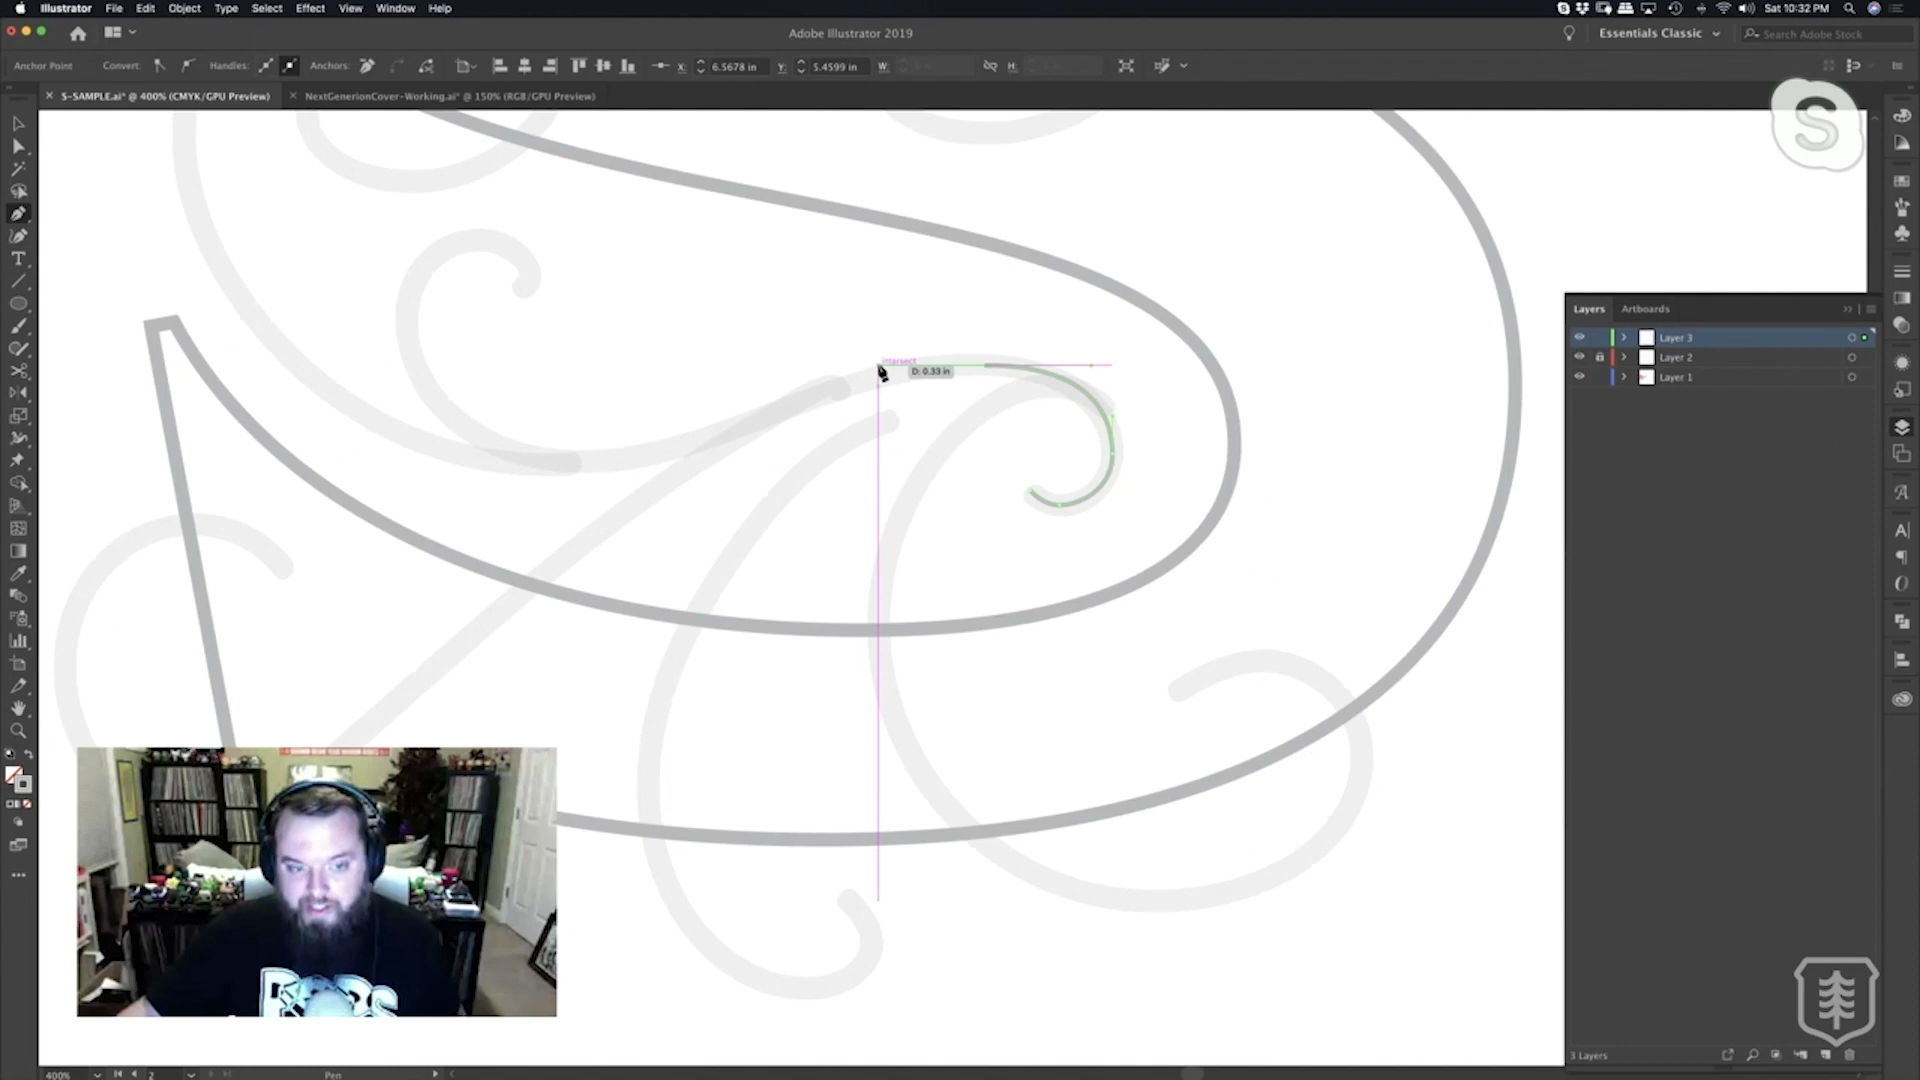 Illustrator File Edit Object Type Select Effect View Window Help
Sat 10:32 PM
Adobe Illustrator 2019
Essentials Classic
Search Adobe Stock
Anchor Point Convert: Handles: Anchors: X: 6.5678 in Y: 5.4599 in W: H:
S-SAMPLE.ai* @ 400% (CMYK/GPU Preview)
NextGenerionCover-Working.ai* @ 150% (RGB/GPU Preview)
S
Layers Artboards
Layer 3
Layer 2
Layer 1
intersect
D: 0.33 in
3 Layers
400% 2 Pen